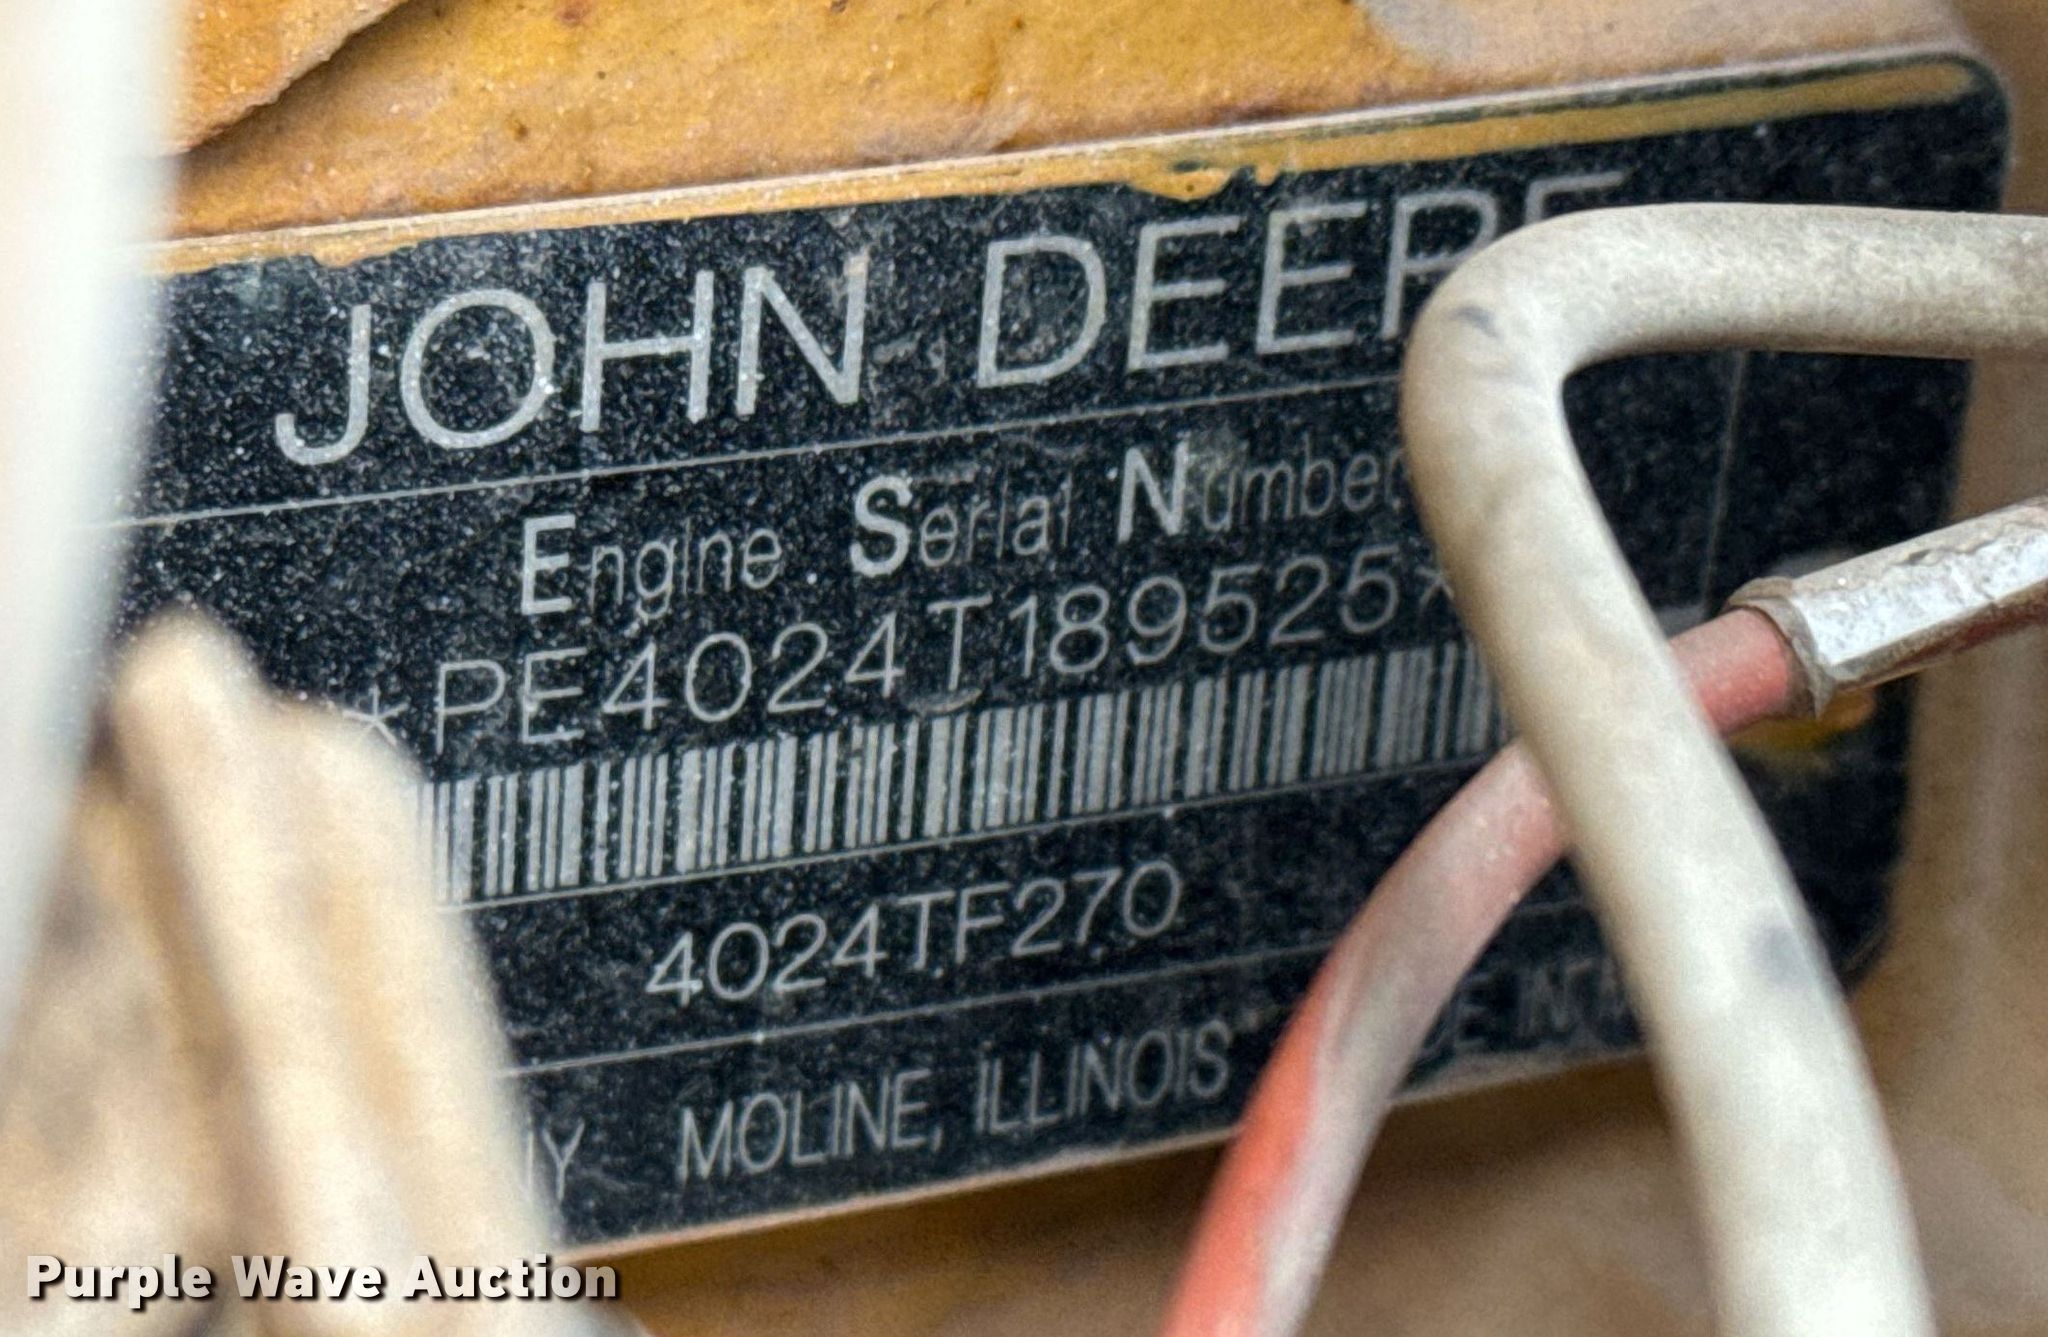 JOHN DEERE
Engine Serial Number
*PE4024T189525*
4024TF270
MOLINE, ILLINOIS
Purple Wave Auction